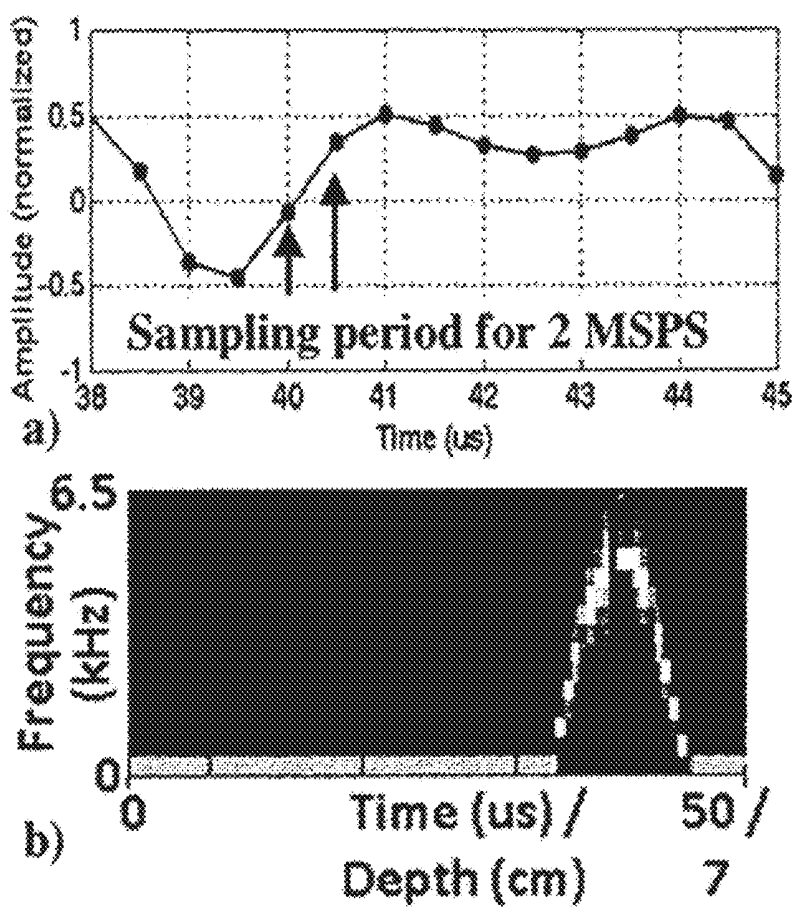 Amplitude (normalized)
1
0.5
0
-0.5
-1
Sampling period for 2 MSPS
38 39 40 41 42 43 44 45
a)
Time (us)
Frequency
(kHz)
6.5
0
0 Time (us) / 50 /
b)
Depth (cm) 7